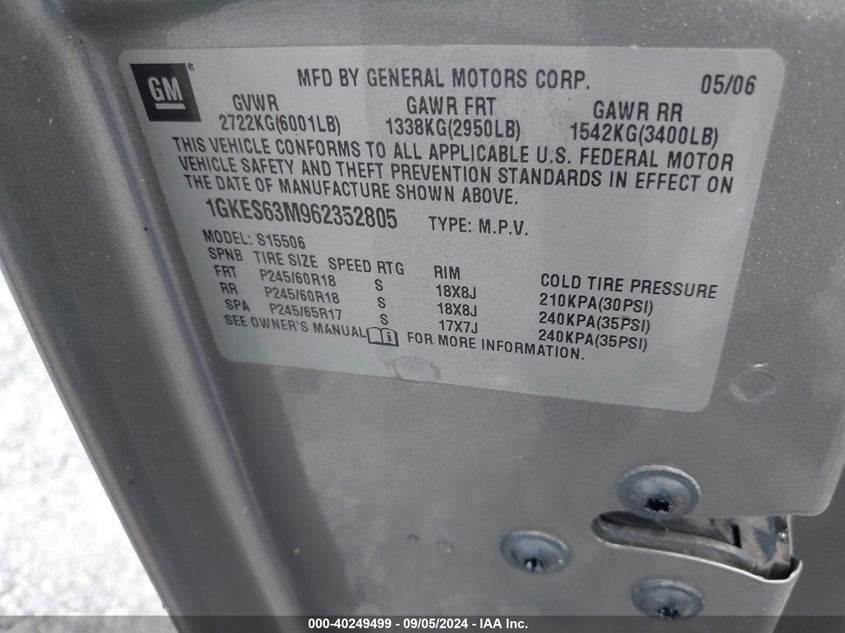 GM®
MFD BY GENERAL MOTORS CORP. 05/06
GVWR GAWR FRT GAWR RR
2722KG(6001LB) 1338KG(2950LB) 1542KG(3400LB)
THIS VEHICLE CONFORMS TO ALL APPLICABLE U.S. FEDERAL MOTOR
VEHICLE SAFETY AND THEFT PREVENTION STANDARDS IN EFFECT ON
THE DATE OF MANUFACTURE SHOWN ABOVE.
1GKES63M962352805 TYPE: M.P.V.
MODEL: S15506
SPNB TIRE SIZE SPEED RTG RIM COLD TIRE PRESSURE
FRT P245/60R18 S 18X8J 210KPA(30PSI)
RR P245/60R18 S 18X8J 240KPA(35PSI)
SPA P245/65R17 S 17X7J 240KPA(35PSI)
SEE OWNER'S MANUAL FOR MORE INFORMATION.
000-40249499 - 09/05/2024 - IAA Inc.